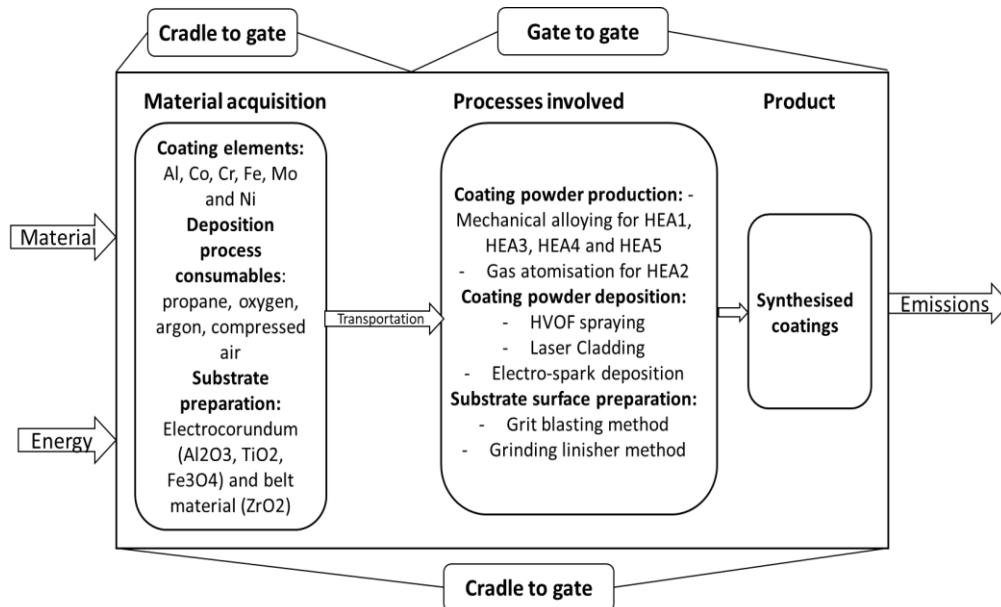 Cradle to gate
Gate to gate
Material acquisition
Processes involved
Product
Material
Energy
Coating elements:
Al, Co, Cr, Fe, Mo
and Ni
Deposition
process
consumables:
propane, oxygen,
argon, compressed
air
Substrate
preparation:
Electrocorundum
(Al2O3, TiO2,
Fe3O4) and belt
material (ZrO2)
Transportation
Coating powder production: -
Mechanical alloying for HEA1,
HEA3, HEA4 and HEA5
- Gas atomisation for HEA2
Coating powder deposition:
- HVOF spraying
- Laser Cladding
- Electro-spark deposition
Substrate surface preparation:
- Grit blasting method
- Grinding linisher method
Synthesised
coatings
Emissions
Cradle to gate